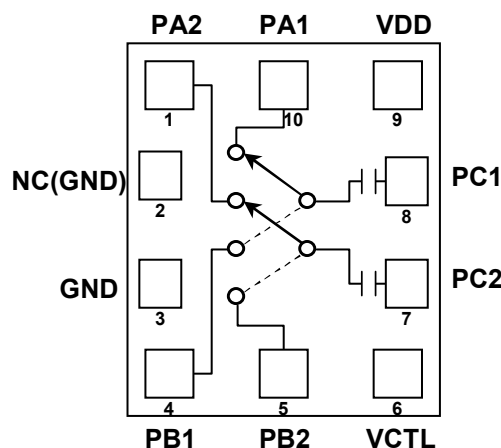 PA2 PA1 VDD
1 10 9
NC(GND) PC1
2 8
GND PC2
3 7
4 5 6
PB1 PB2 VCTL